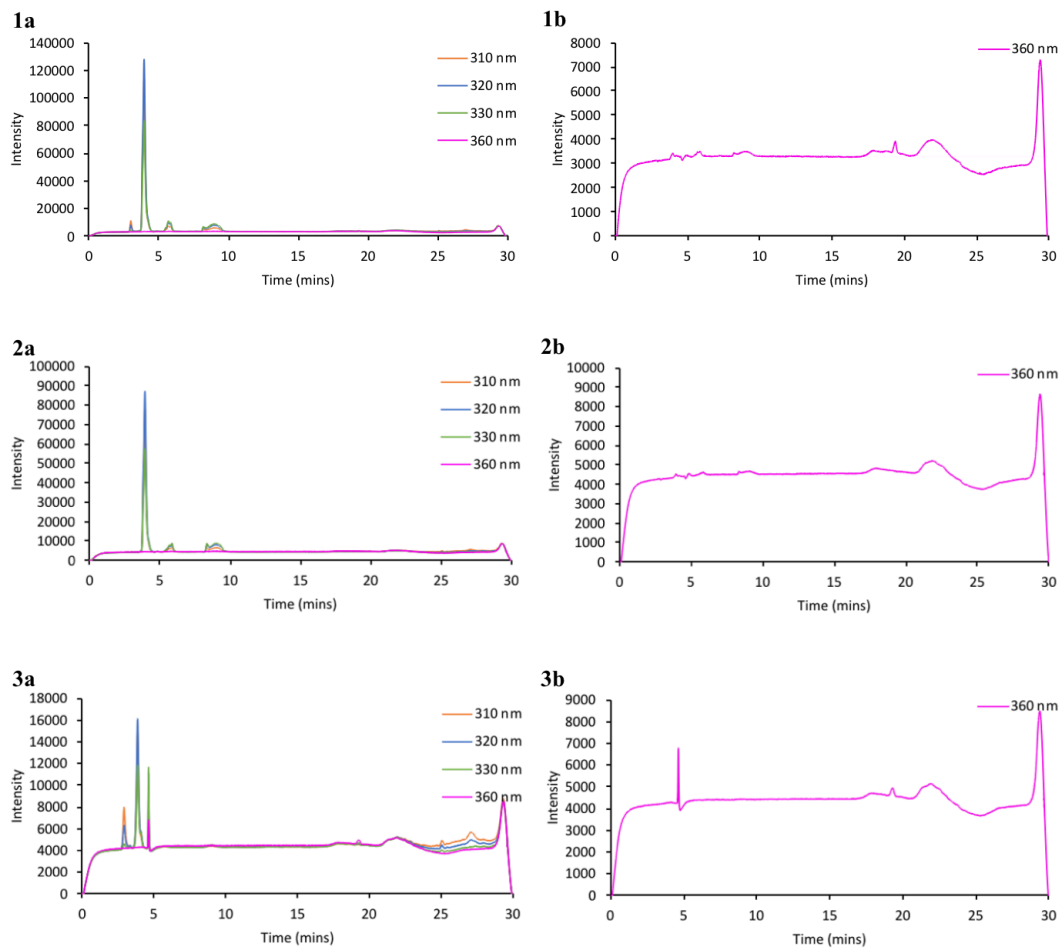 1a
140000
120000
100000
80000
60000
40000
20000
0
Intensity
0 5 10 15 20 25 30
Time (mins)
310 nm
320 nm
330 nm
360 nm
1b
8000
7000
6000
5000
4000
3000
2000
1000
0
Intensity
0 5 10 15 20 25 30
Time (mins)
360 nm
2a
100000
90000
80000
70000
60000
50000
40000
30000
20000
10000
0
Intensity
0 5 10 15 20 25 30
Time (mins)
310 nm
320 nm
330 nm
360 nm
2b
10000
9000
8000
7000
6000
5000
4000
3000
2000
1000
0
Intensity
0 5 10 15 20 25 30
Time (mins)
360 nm
3a
18000
16000
14000
12000
10000
8000
6000
4000
2000
0
Intensity
0 5 10 15 20 25 30
Time (mins)
310 nm
320 nm
330 nm
360 nm
3b
9000
8000
7000
6000
5000
4000
3000
2000
1000
0
Intensity
0 5 10 15 20 25 30
Time (mins)
360 nm